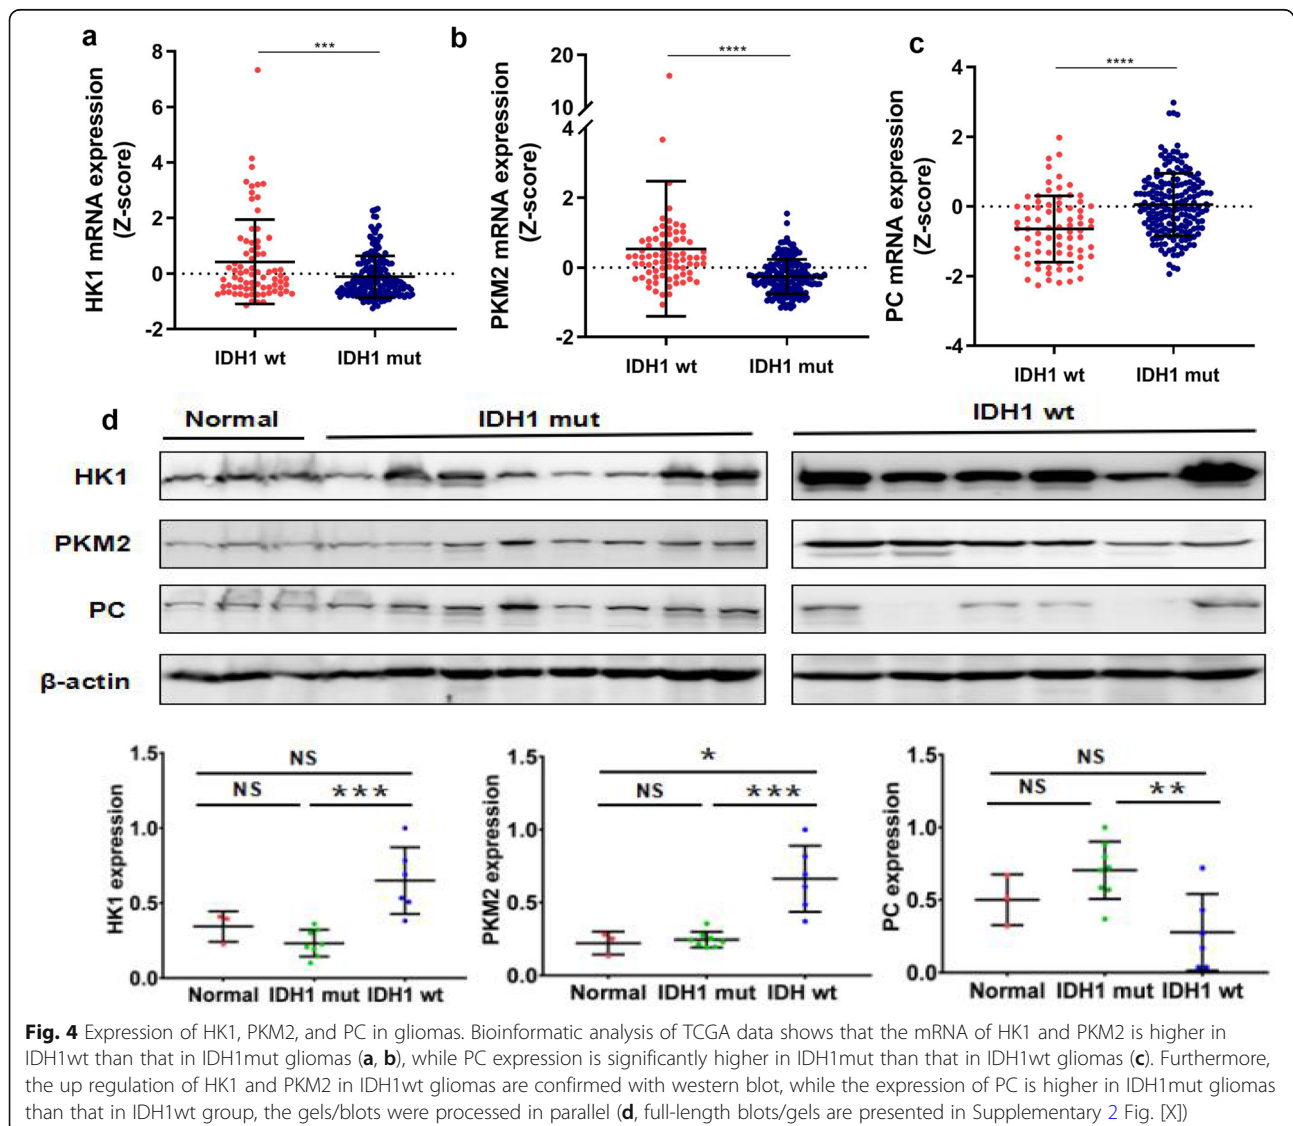 a
HK1 mRNA expression
(Z-score)
8
6
4
2
0
-2
***
IDH1 wt
IDH1 mut
b
PKM2 mRNA expression
(Z-score)
20
10
4
2
0
-2
****
IDH1 wt
IDH1 mut
c
PC mRNA expression
(Z-score)
4
2
0
-2
-4
****
IDH1 wt
IDH1 mut
d
Normal
IDH1 mut
IDH1 wt
HK1
PKM2
PC
β-actin
HK1 expression
1.5
1.0
0.5
0.0
NS
NS
***
Normal IDH1 mut IDH1 wt
PKM2 expression
1.5
1.0
0.5
0.0
*
NS
***
Normal IDH1 mut IDH wt
PC expression
1.5
1.0
0.5
0.0
NS
NS
**
Normal IDH1 mut IDH1 wt
Fig. 4 Expression of HK1, PKM2, and PC in gliomas. Bioinformatic analysis of TCGA data shows that the mRNA of HK1 and PKM2 is higher in
IDH1wt than that in IDH1mut gliomas (a, b), while PC expression is significantly higher in IDH1mut than that in IDH1wt gliomas (c). Furthermore,
the up regulation of HK1 and PKM2 in IDH1wt gliomas are confirmed with western blot, while the expression of PC is higher in IDH1mut gliomas
than that in IDH1wt group, the gels/blots were processed in parallel (d, full-length blots/gels are presented in Supplementary 2 Fig. [X])